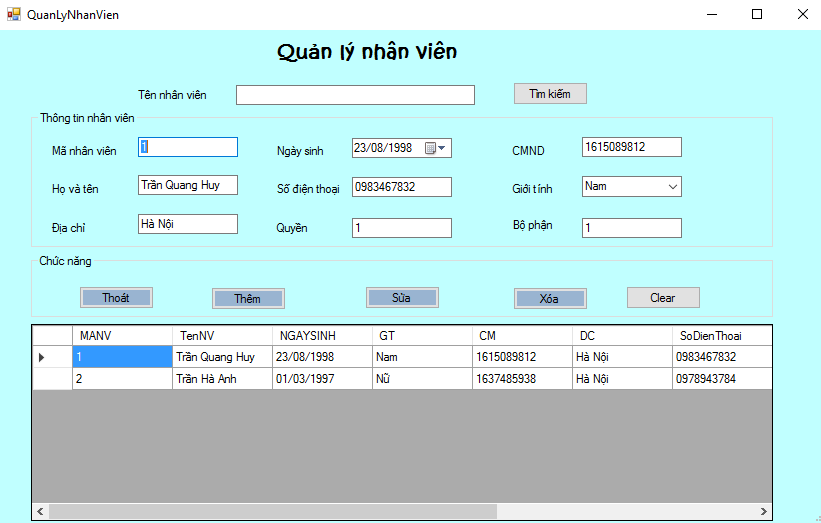 QuanLyNhanVien
Quản lý nhân viên
Tên nhân viên Tìm kiếm
Thông tin nhân viên
Mã nhân viên 1 Ngày sinh 23/08/1998 CMND 1615089812
Họ và tên Trần Quang Huy Số điện thoại 0983467832 Giới tính Nam
Địa chỉ Hà Nội Quyền 1 Bộ phận 1
Chức năng
Thoát Thêm Sửa Xóa Clear
MANV TenNV NGAYSINH GT CM DC SoDienThoai
1 Trần Quang Huy 23/08/1998 Nam 1615089812 Hà Nội 0983467832
2 Trần Hà Anh 01/03/1997 Nữ 1637485938 Hà Nội 0978943784